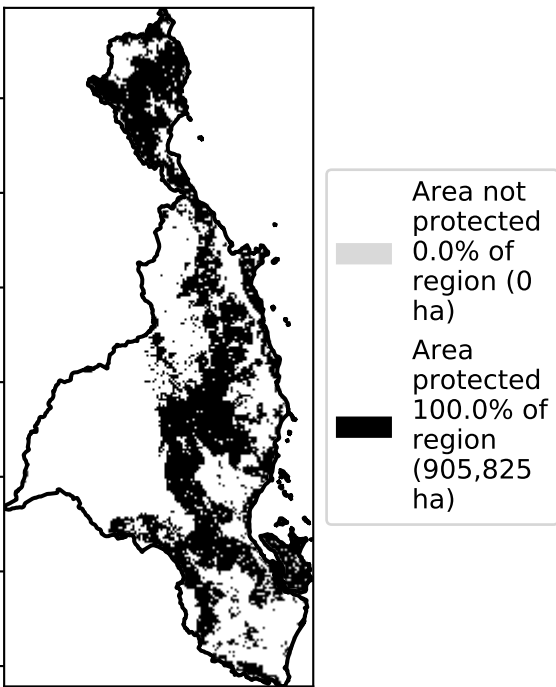 Area not
protected
0.0% of
region (0
ha)
Area
protected
100.0% of
region
(905,825
ha)